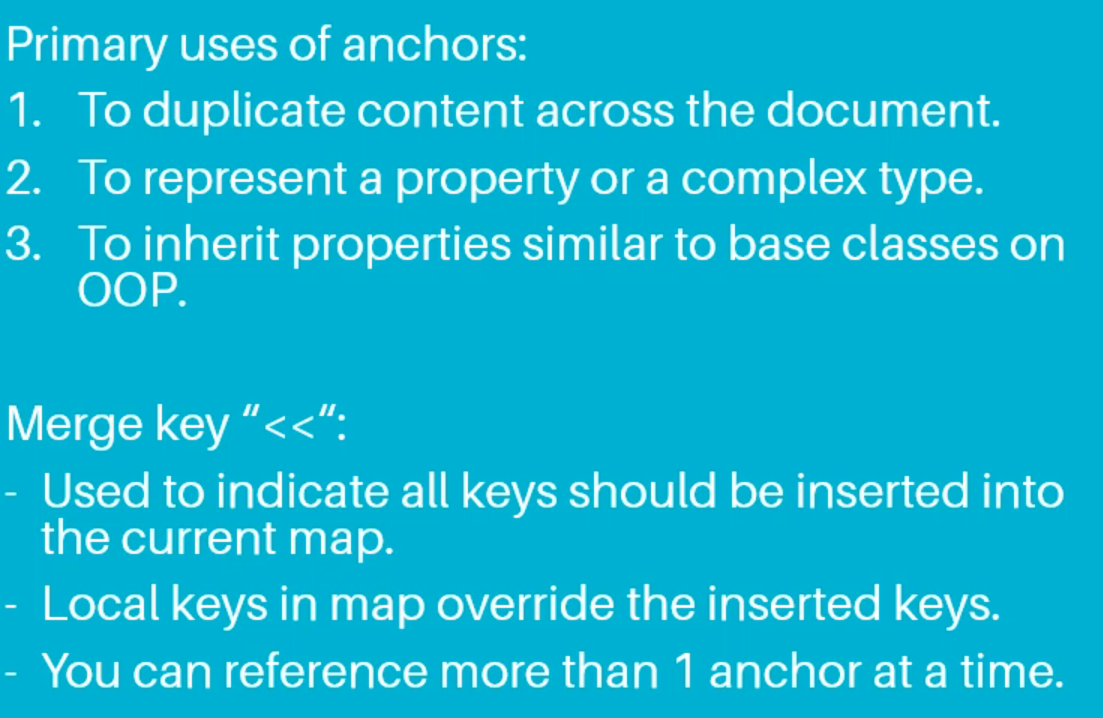 Primary uses of anchors:
1. To duplicate content across the document.
2. To represent a property or a complex type.
3. To inherit properties similar to base classes on
OOP.
Merge key “<<“:
- Used to indicate all keys should be inserted into
the current map.
- Local keys in map override the inserted keys.
- You can reference more than 1 anchor at a time.